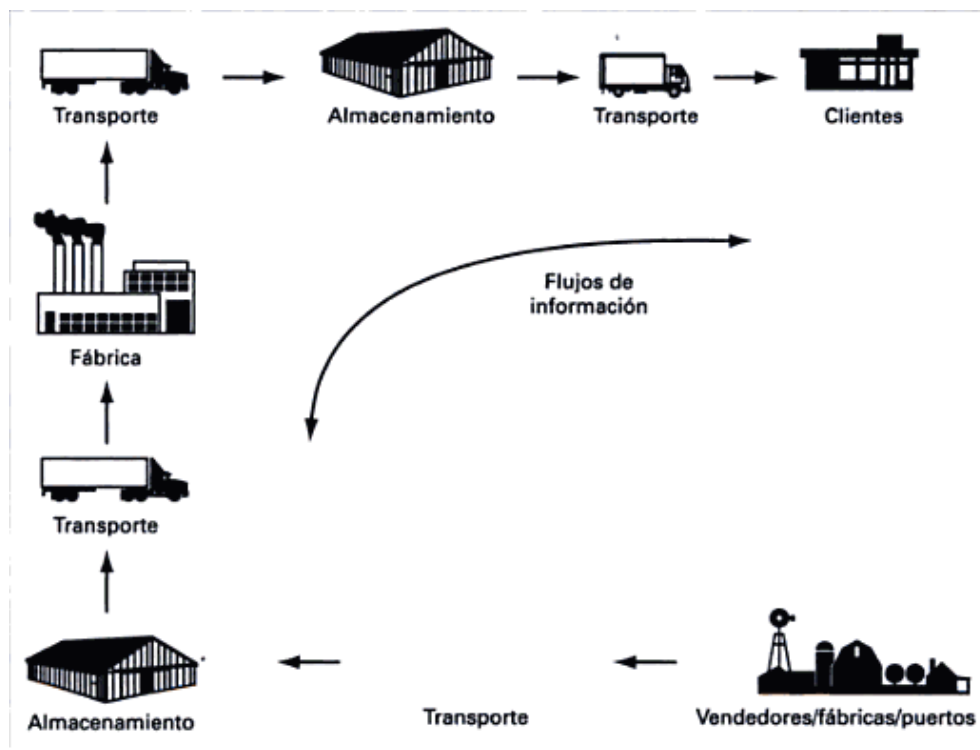 Transporte
Almacenamiento
Transporte
Clientes
Flujos de
información
Fábrica
Transporte
Almacenamiento
Transporte
Vendedores/fábricas/puertos